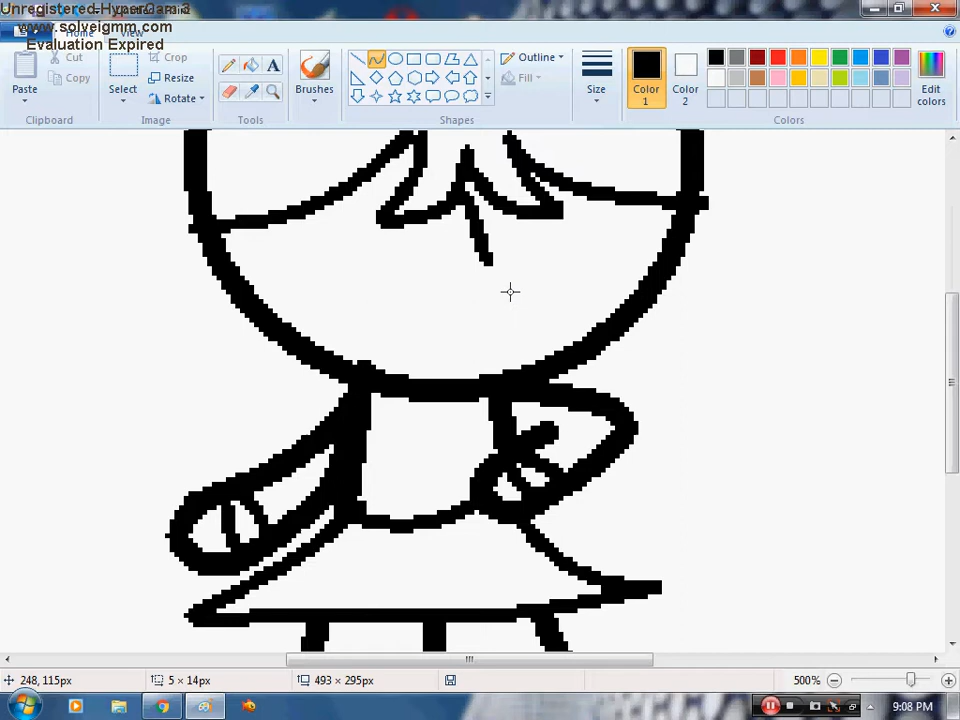 Unregistered HyperCam 3
www.solveigmm.com
Evaluation Expired
Home
View
Paste
Cut
Copy
Clipboard
Select
Crop
Resize
Rotate
Image
Tools
Brushes
Shapes
Outline
Fill
Size
Color
1
Color
2
Edit
colors
Colors
248, 115px
5 × 14px
493 × 295px
500%
9:08 PM